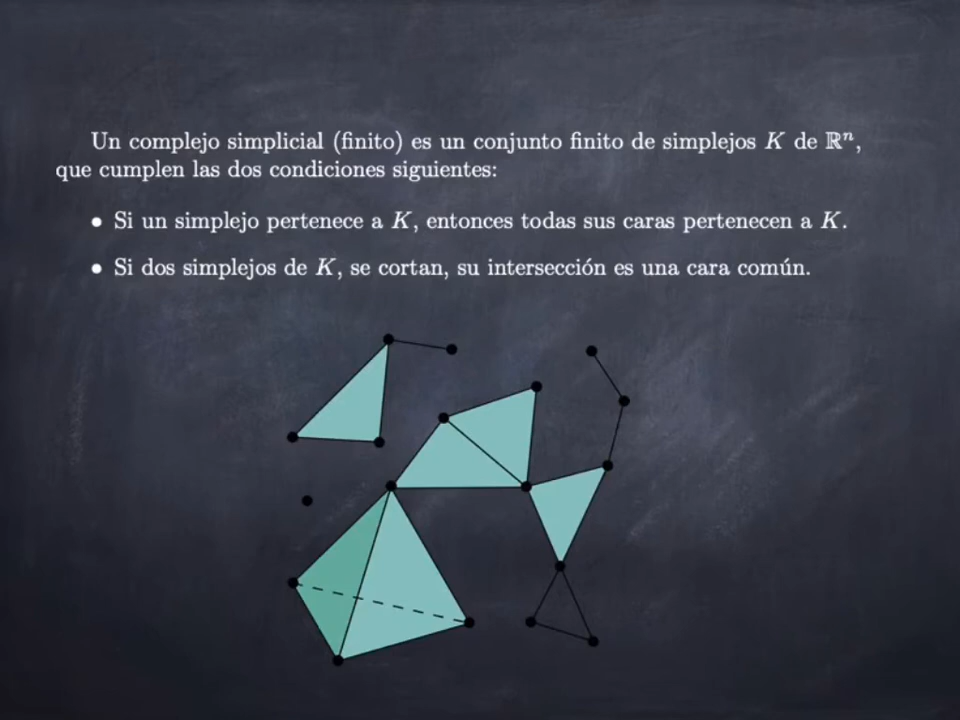 Un complejo simplicial (finito) es un conjunto finito de simplejos K de ℝⁿ,
que cumplen las dos condiciones siguientes:
• Si un simplejo pertenece a K, entonces todas sus caras pertenecen a K.
• Si dos simplejos de K, se cortan, su intersección es una cara común.